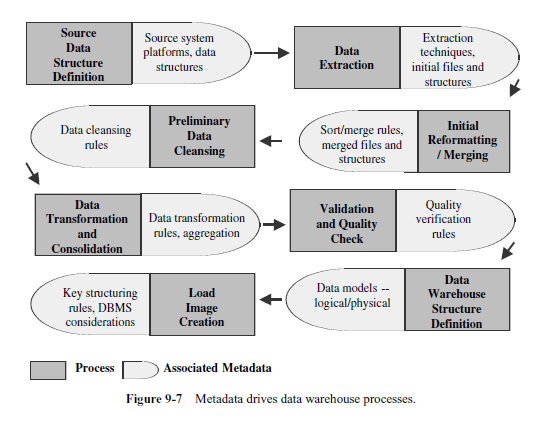 Source
Data
Structure
Definition
Source system
platforms, data
structures
Data
Extraction
Extraction
techniques,
initial files and
structures
Data cleansing
rules
Preliminary
Data
Cleansing
Sort/merge rules,
merged files and
structures
Initial
Reformatting
/ Merging
Data
Transformation
and
Consolidation
Data transformation
rules, aggregation
Validation
and Quality
Check
Quality
verification
rules
Key structuring
rules, DBMS
considerations
Load
Image
Creation
Data models --
logical/physical
Data
Warehouse
Structure
Definition
Process
Associated Metadata
Figure 9-7 Metadata drives data warehouse processes.